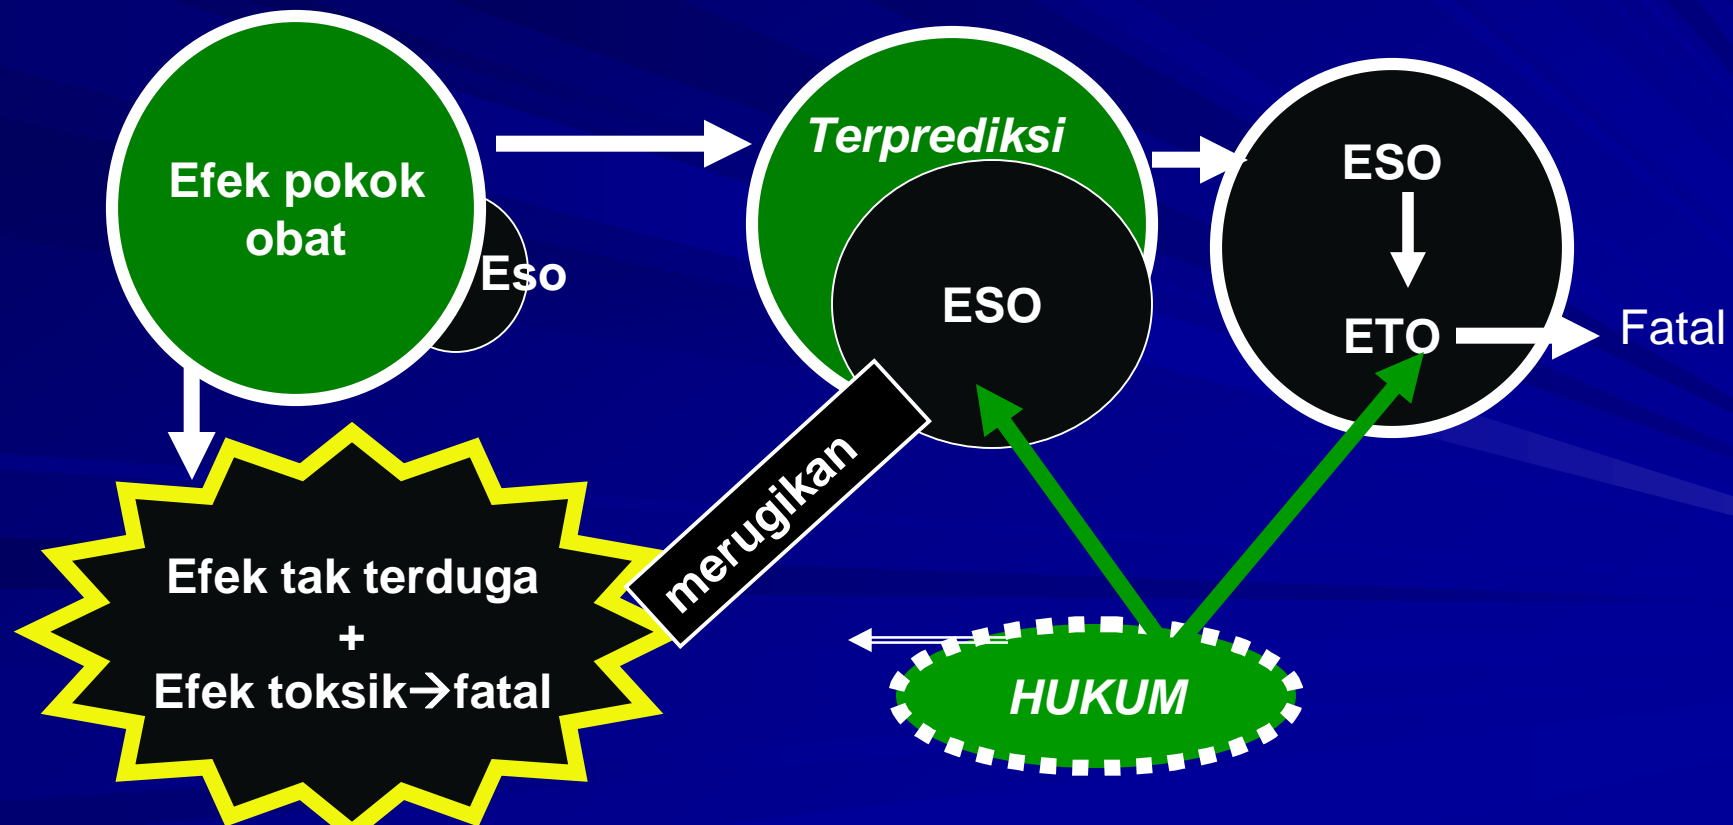 Efek pokok
obat
Eso
Terprediksi
ESO
ESO
ETO
Fatal
merugikan
Efek tak terduga
+
Efek toksik→fatal
HUKUM